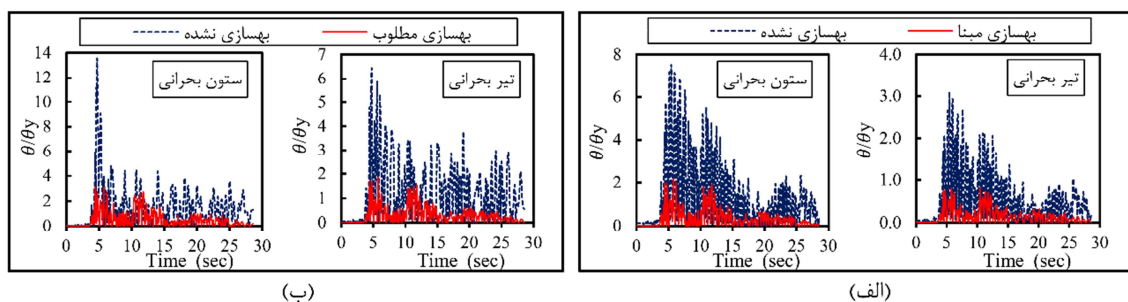 بهسازی نشده
بهسازی مبنا
ستون بحرانی
θ/θy
8
6
4
2
0
0 5 10 15 20 25 30
Time (sec)
تیر بحرانی
θ/θy
4.0
3.0
2.0
1.0
0.0
0 5 10 15 20 25 30
Time (sec)
(الف)
بهسازی نشده
بهسازی مطلوب
ستون بحرانی
θ/θy
14
12
10
8
6
4
2
0
0 5 10 15 20 25 30
Time (sec)
تیر بحرانی
θ/θy
7
6
5
4
3
2
1
0
0 5 10 15 20 25 30
Time (sec)
(ب)